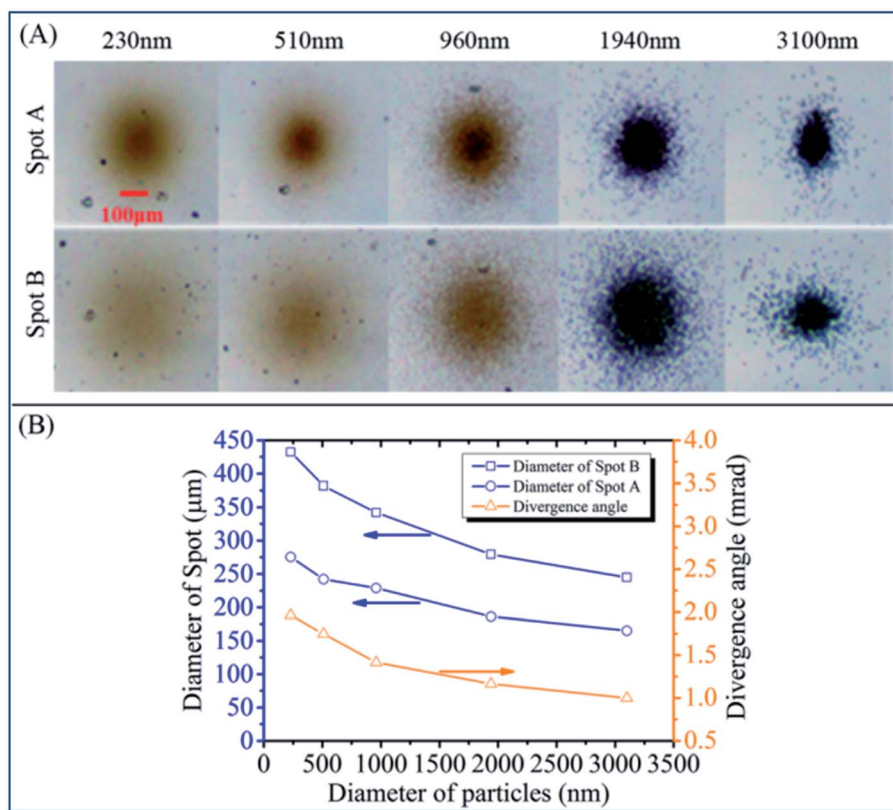 (A)
230nm 510nm 960nm 1940nm 3100nm
Spot A
100μm
Spot B
(B)
Diameter of Spot (μm)
450
400
350
300
250
200
150
100
50
0
Diameter of Spot B
Diameter of Spot A
Divergence angle
4.0
3.5
3.0
2.5
2.0
1.5
1.0
0.5
Divergence angle (mrad)
0 500 1000 1500 2000 2500 3000 3500
Diameter of particles (nm)